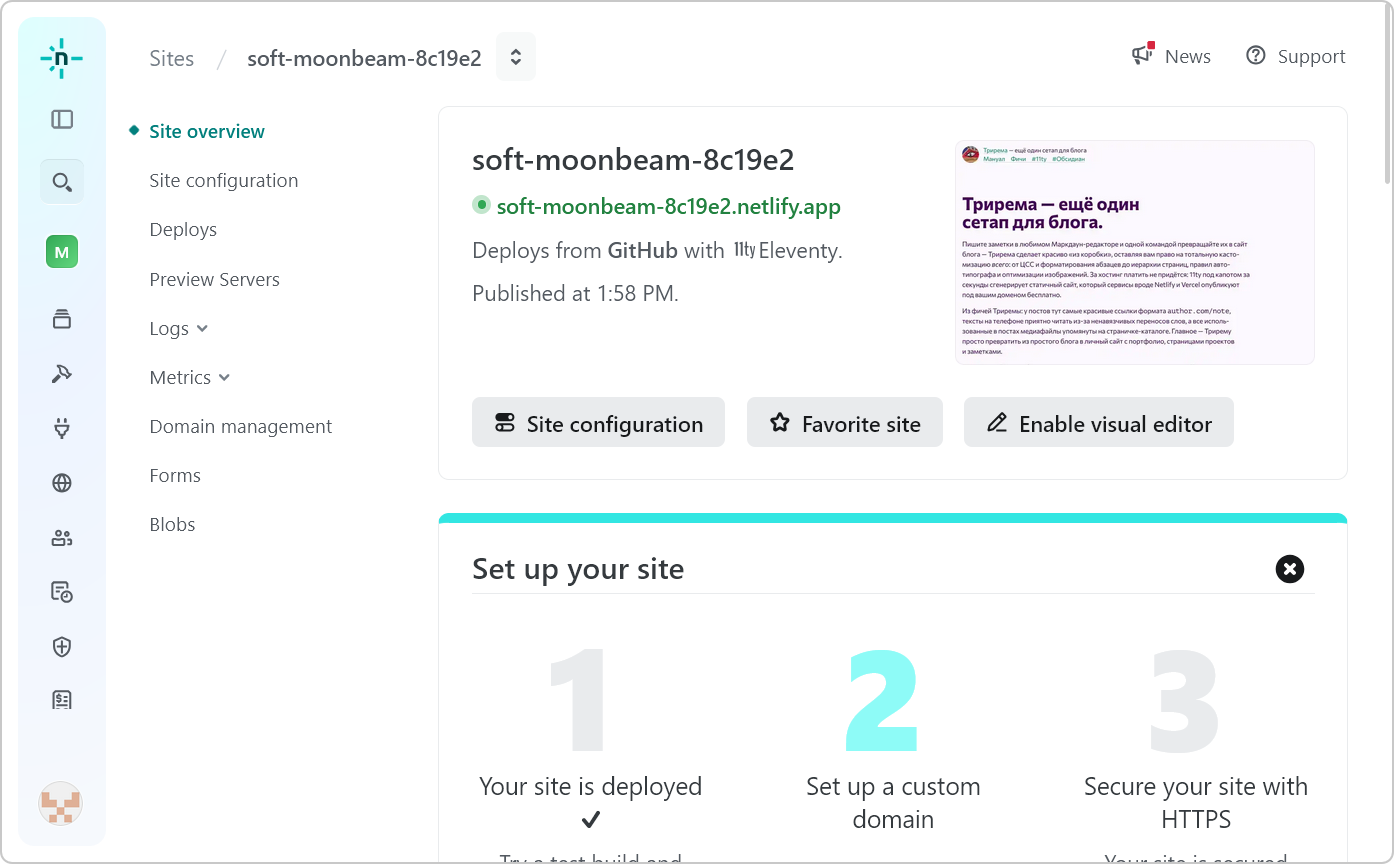 n
Sites / soft-moonbeam-8c19e2
News
Support
M
Site overview
Site configuration
Deploys
Preview Servers
Logs
Metrics
Domain management
Forms
Blobs
soft-moonbeam-8c19e2
soft-moonbeam-8c19e2.netlify.app
Deploys from GitHub with 11ty Eleventy.
Published at 1:58 PM.
Трирема — ещё один сетап для блога
Мануал Фичи #11ty #Обсидиан
Трирема — ещё один
сетап для блога.
Пишите заметки в любимом Маркдаун-редакторе и одной командой превращайте их в сайт
блога — Трирема сделает красиво «из коробки», оставляя вам право на тотальную касто-
мизацию всего: от ЦСС и форматирования абзацев до иерархии страниц, правил авто-
типографа и оптимизации изображений. За хостинг платить не придётся: 11ty под капотом за
секунды сгенерирует статичный сайт, который сервисы вроде Netlify и Vercel опубликуют
под вашим доменом бесплатно.
Из фичей Триремы: у постов тут самые красивые ссылки формата author.com/note,
тексты на телефоне приятно читать из-за ненавязчивых переносов слов, а все исполь-
зованные в постах медиафайлы упомянуты на страничке-каталоге. Главное — Трирему
просто превратить из простого блога в личный сайт с портфолио, страницами проектов
и заметками.
Site configuration
Favorite site
Enable visual editor
Set up your site
1
2
3
Your site is deployed
Set up a custom
domain
Secure your site with
HTTPS
Try a test build and
Your site is secured